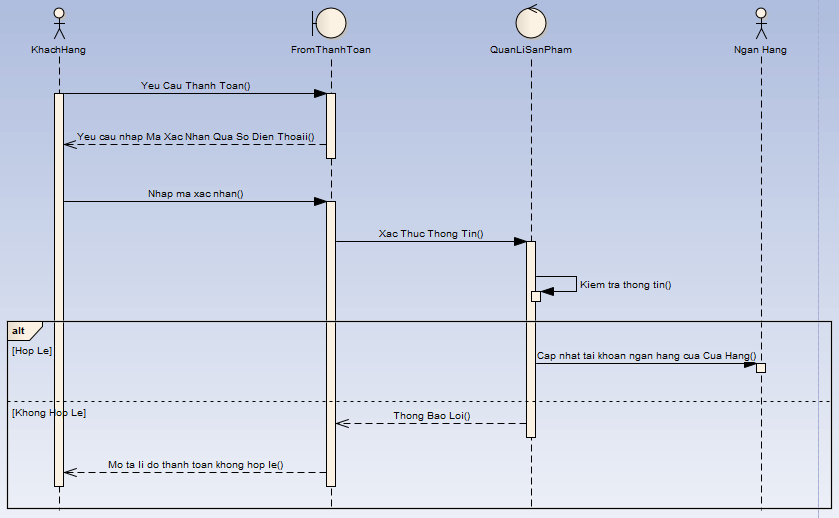 KhachHang
FromThanhToan
QuanLiSanPham
Ngan Hang
Yeu Cau Thanh Toan()
Yeu cau nhap Ma Xac Nhan Qua So Dien Thoaii()
Nhap ma xac nhan()
Xac Thuc Thong Tin()
Kiem tra thong tin()
alt
[Hop Le]
Cap nhat tai khoan ngan hang cua Cua Hang()
[Khong Hop Le]
Thong Bao Loi()
Mo ta li do thanh toan khong hop le()